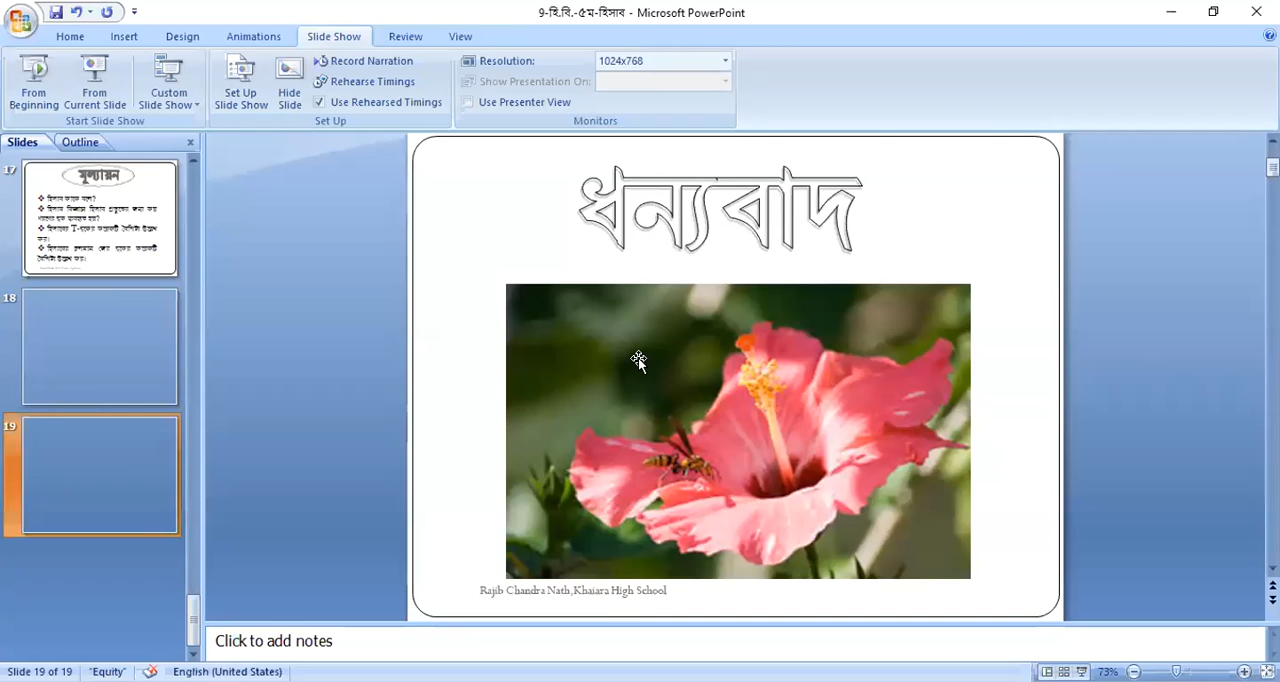 9-হি.বি.-৫ম-হিসাব - Microsoft PowerPoint
Home Insert Design Animations Slide Show Review View
From Beginning
From Current Slide
Custom Slide Show
Start Slide Show
Set Up Slide Show
Hide Slide
Record Narration
Rehearse Timings
Use Rehearsed Timings
Set Up
Resolution: 1024x768
Show Presentation On:
Use Presenter View
Monitors
Slides Outline
17
মূল্যায়ন
হিসাব কাকে বলে?
18
19
ধন্যবাদ
Rajib Chandra Nath,Khaiara High School
Click to add notes
Slide 19 of 19 "Equity" English (United States) 73%